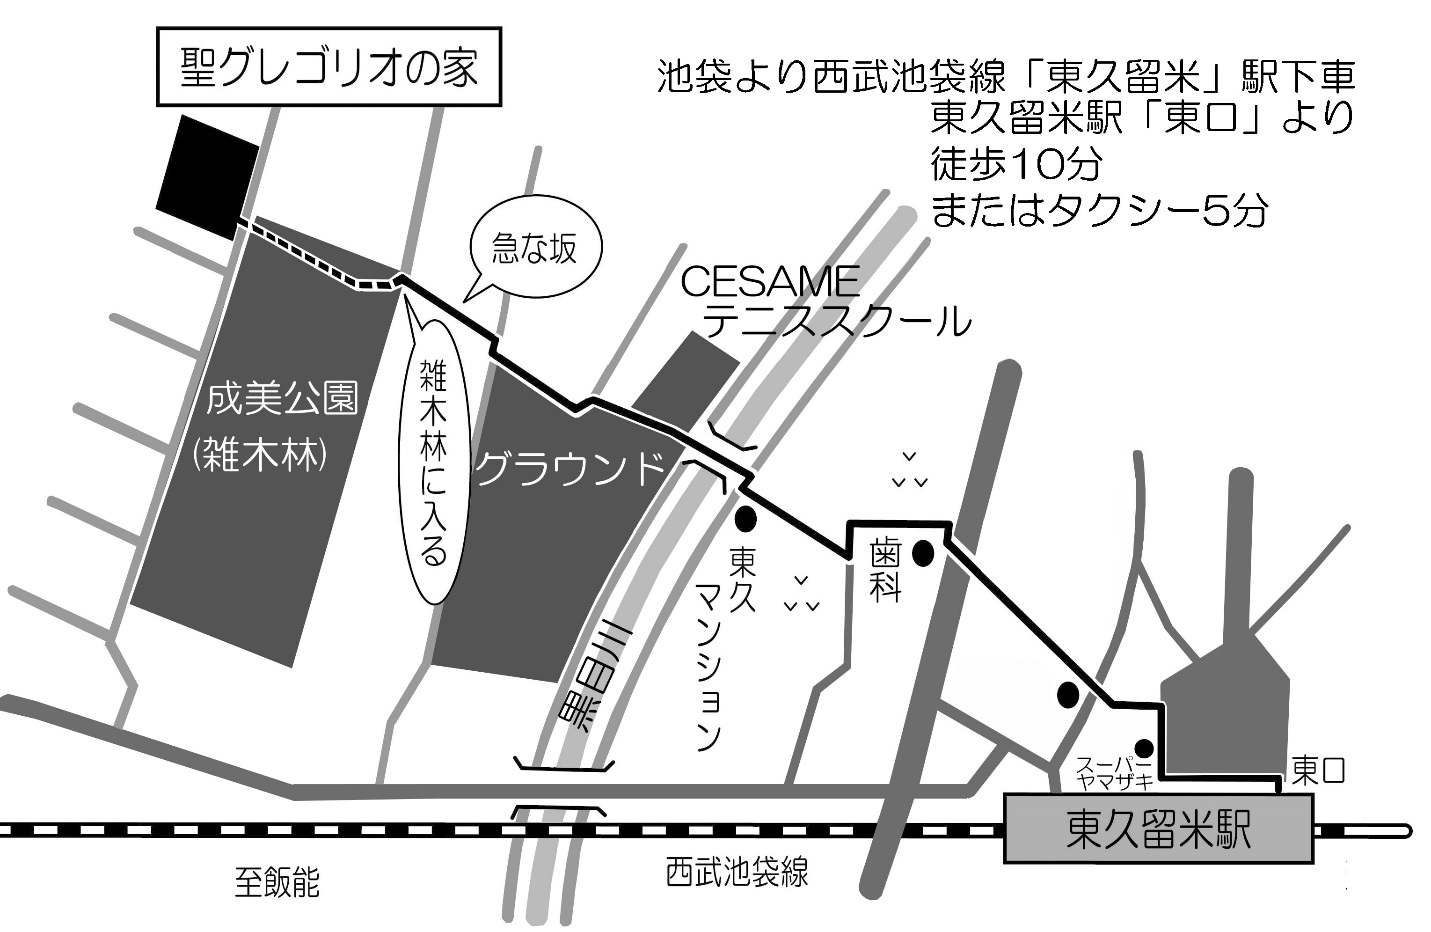 聖グレゴリオの家
池袋より西武池袋線「東久留米」駅下車
東久留米駅「東口」より
徒歩10分
またはタクシー5分
急な坂
CESAME
テニススクール
雑木林に入る
成美公園
(雑木林)
グラウンド
東久
マンション
歯科
黒目川
スーパー
ヤマザキ
東口
東久留米駅
西武池袋線
至飯能